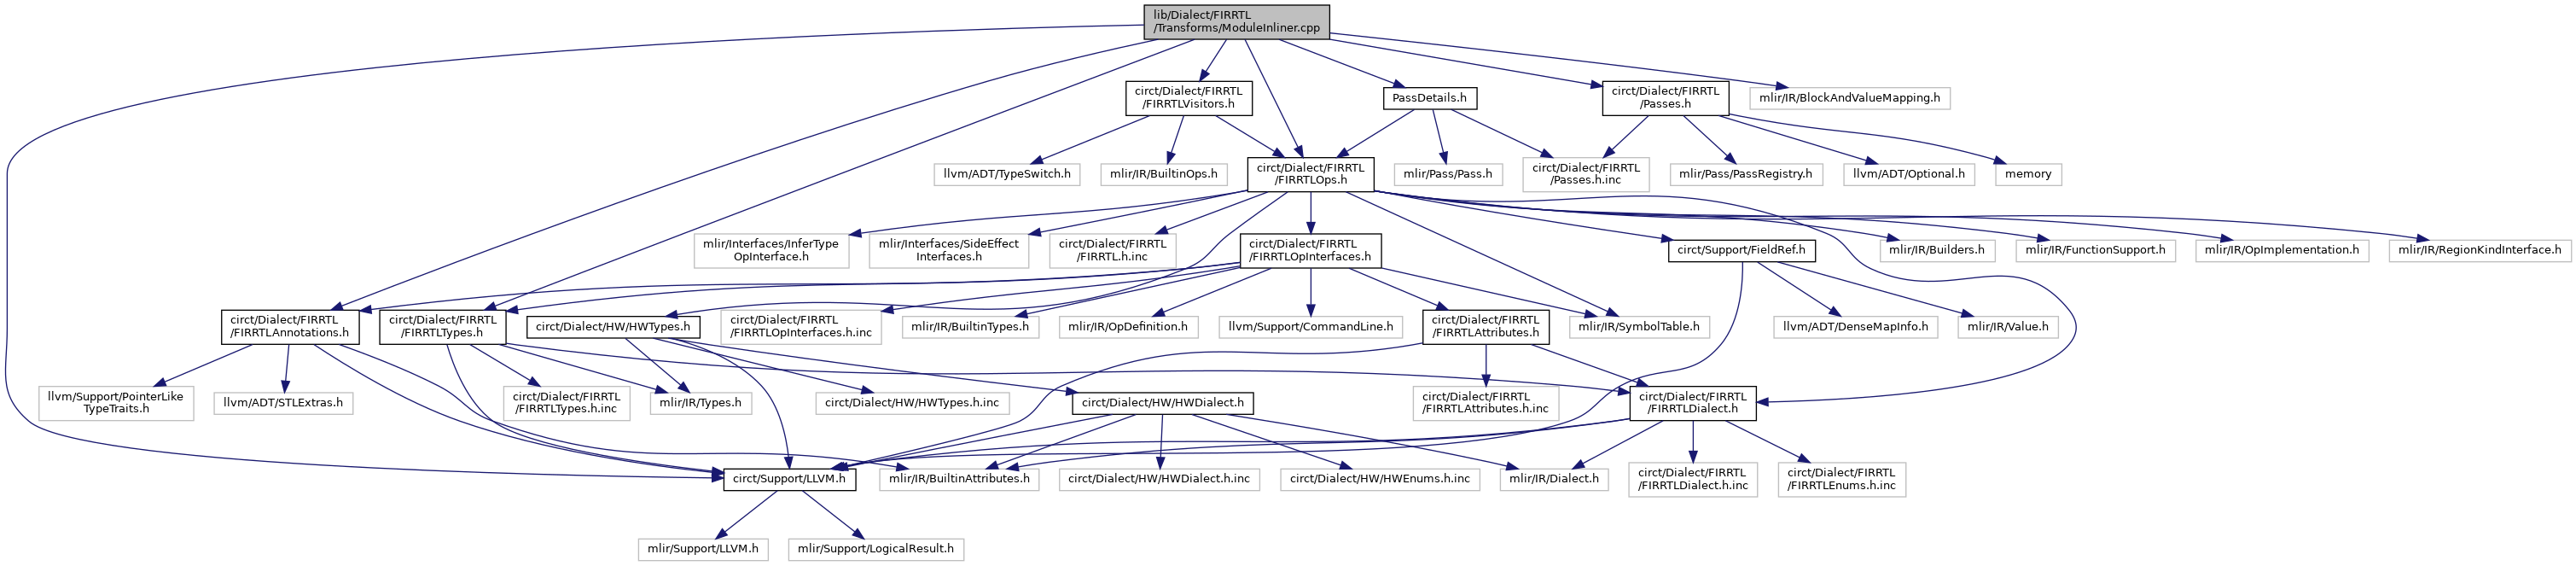 lib/Dialect/FIRRTL
/Transforms/ModuleInliner.cpp
circt/Dialect/FIRRTL
/FIRRTLVisitors.h
PassDetails.h
circt/Dialect/FIRRTL
/Passes.h
mlir/IR/BlockAndValueMapping.h
llvm/ADT/TypeSwitch.h
mlir/IR/BuiltinOps.h
circt/Dialect/FIRRTL
/FIRRTLOps.h
mlir/Pass/Pass.h
circt/Dialect/FIRRTL
/Passes.h.inc
mlir/Pass/PassRegistry.h
llvm/ADT/Optional.h
memory
mlir/Interfaces/InferType
OpInterface.h
mlir/Interfaces/SideEffect
Interfaces.h
circt/Dialect/FIRRTL
/FIRRTL.h.inc
circt/Dialect/FIRRTL
/FIRRTLOpInterfaces.h
circt/Support/FieldRef.h
mlir/IR/Builders.h
mlir/IR/FunctionSupport.h
mlir/IR/OpImplementation.h
mlir/IR/RegionKindInterface.h
circt/Dialect/FIRRTL
/FIRRTLAnnotations.h
circt/Dialect/FIRRTL
/FIRRTLTypes.h
circt/Dialect/HW/HWTypes.h
circt/Dialect/FIRRTL
/FIRRTLOpInterfaces.h.inc
mlir/IR/BuiltinTypes.h
mlir/IR/OpDefinition.h
llvm/Support/CommandLine.h
circt/Dialect/FIRRTL
/FIRRTLAttributes.h
mlir/IR/SymbolTable.h
llvm/ADT/DenseMapInfo.h
mlir/IR/Value.h
llvm/Support/PointerLike
TypeTraits.h
llvm/ADT/STLExtras.h
circt/Dialect/FIRRTL
/FIRRTLTypes.h.inc
mlir/IR/Types.h
circt/Dialect/HW/HWTypes.h.inc
circt/Dialect/HW/HWDialect.h
circt/Dialect/FIRRTL
/FIRRTLAttributes.h.inc
circt/Dialect/FIRRTL
/FIRRTLDialect.h
circt/Support/LLVM.h
mlir/IR/BuiltinAttributes.h
circt/Dialect/HW/HWDialect.h.inc
circt/Dialect/HW/HWEnums.h.inc
mlir/IR/Dialect.h
circt/Dialect/FIRRTL
/FIRRTLDialect.h.inc
circt/Dialect/FIRRTL
/FIRRTLEnums.h.inc
mlir/Support/LLVM.h
mlir/Support/LogicalResult.h